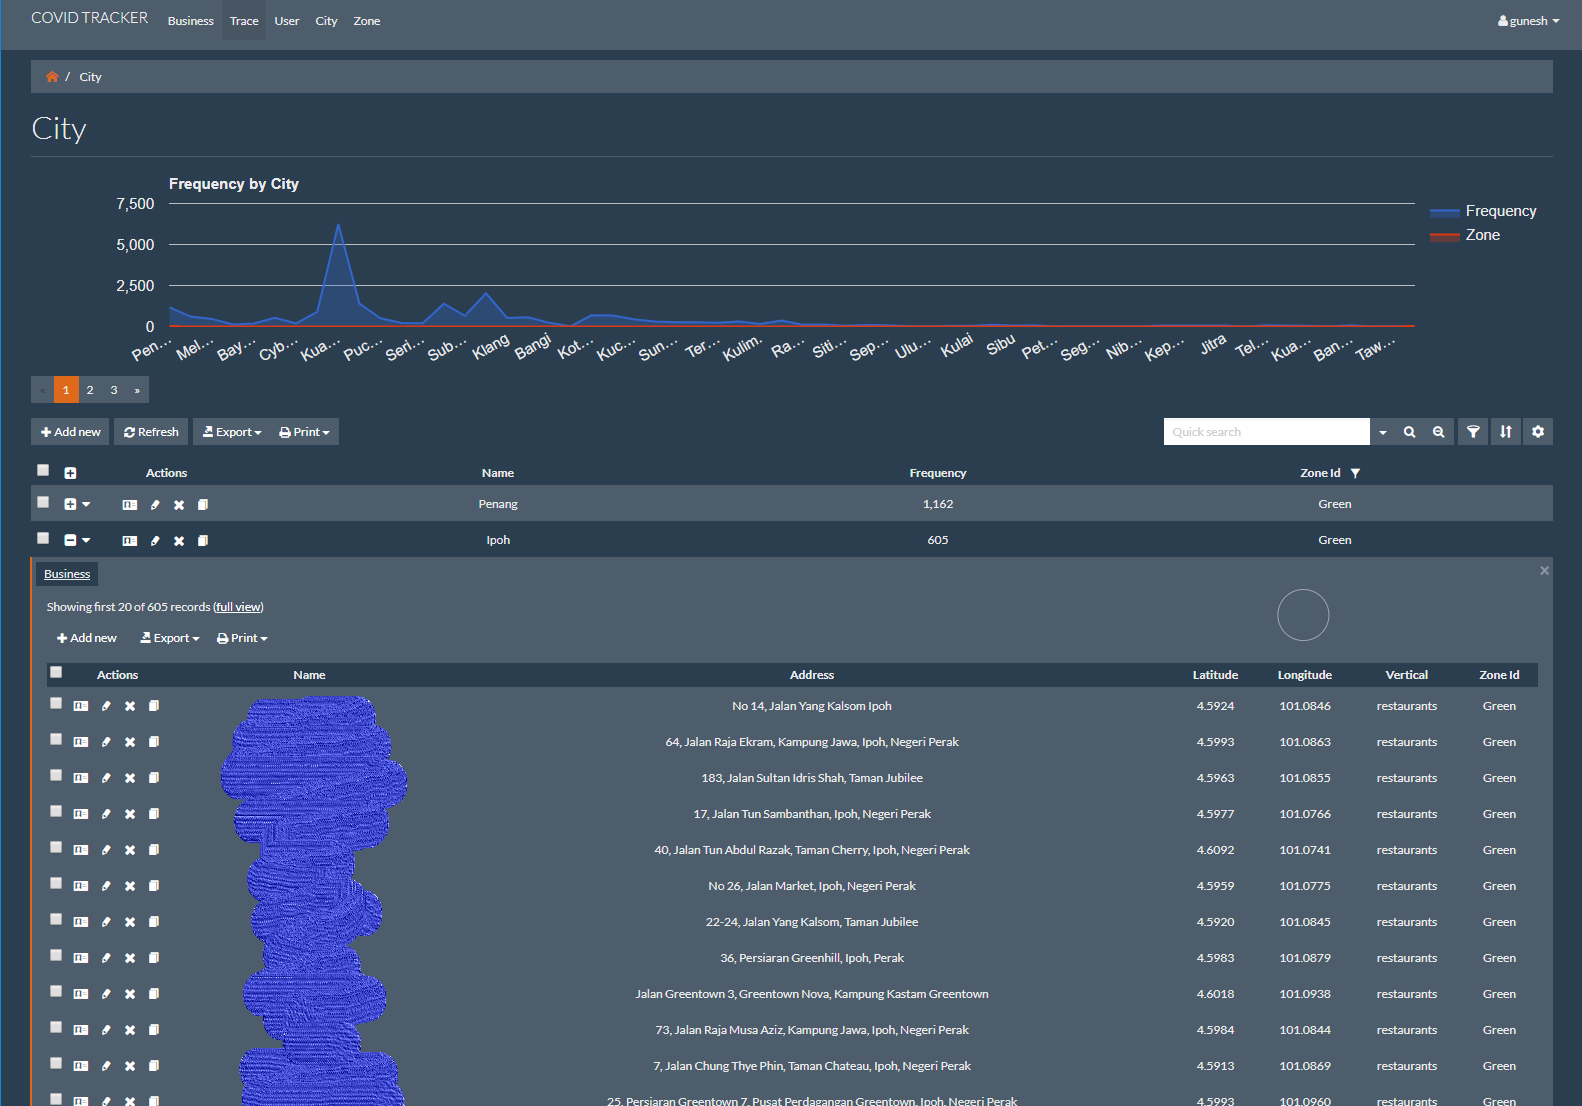 COVID TRACKER Business Trace User City Zone gunesh
/ City
City
Frequency by City
7,500
5,000
2,500
0
Frequency
Zone
Pen... Mel... Bay... Cyb... Kua... Puc... Seri... Sub... Klang Bangi Kot... Kuc... Sun... Ter... Kulim. Ra... Siti... Sep... Ulu... Kulai Sibu Pet... Seg... Nib... Kep... Jitra Tel... Kua... Ban... Taw...
« 1 2 3 »
Add new Refresh Export Print Quick search
Actions Name Frequency Zone Id
Penang 1,162 Green
Ipoh 605 Green
Business ×
Showing first 20 of 605 records (full view)
Add new Export Print
Actions Name Address Latitude Longitude Vertical Zone Id
No 14, Jalan Yang Kalsom Ipoh 4.5924 101.0846 restaurants Green
64, Jalan Raja Ekram, Kampung Jawa, Ipoh, Negeri Perak 4.5993 101.0863 restaurants Green
183, Jalan Sultan Idris Shah, Taman Jubilee 4.5963 101.0855 restaurants Green
17, Jalan Tun Sambanthan, Ipoh, Negeri Perak 4.5977 101.0766 restaurants Green
40, Jalan Tun Abdul Razak, Taman Cherry, Ipoh, Negeri Perak 4.6092 101.0741 restaurants Green
No 26, Jalan Market, Ipoh, Negeri Perak 4.5959 101.0775 restaurants Green
22-24, Jalan Yang Kalsom, Taman Jubilee 4.5920 101.0845 restaurants Green
36, Persiaran Greenhill, Ipoh, Perak 4.5983 101.0879 restaurants Green
Jalan Greentown 3, Greentown Nova, Kampung Kastam Greentown 4.6018 101.0938 restaurants Green
73, Jalan Raja Musa Aziz, Kampung Jawa, Ipoh, Negeri Perak 4.5984 101.0844 restaurants Green
7, Jalan Chung Thye Phin, Taman Chateau, Ipoh, Negeri Perak 4.5913 101.0869 restaurants Green
25, Persiaran Greentown 7, Pusat Perdagangan Greentown, Ipoh, Negeri Perak 4.5993 101.0960 restaurants Green